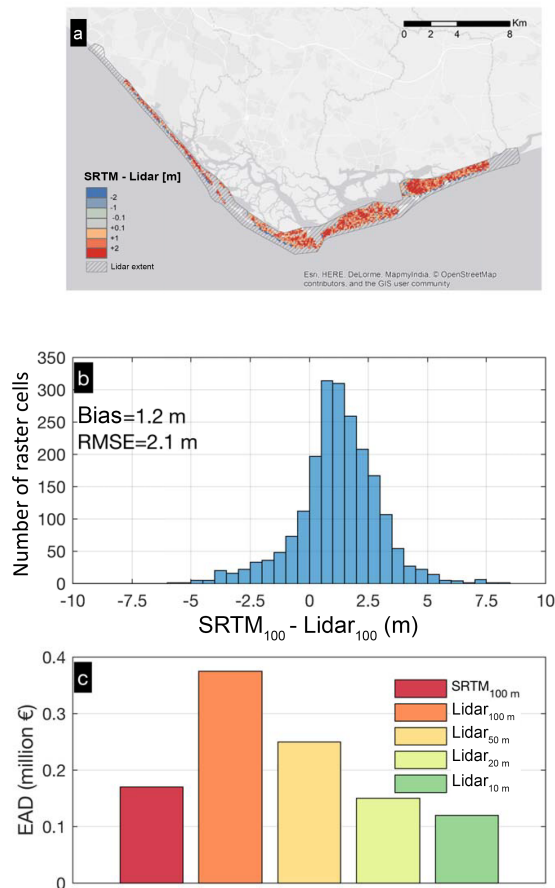 a
Km
0 2 4 8
SRTM - Lidar [m]
-2
-1
-0.1
+0.1
+1
+2
Lidar extent
Esri, HERE, DeLorme, MapmyIndia, © OpenStreetMap
contributors, and the GIS user community
b
Bias=1.2 m
RMSE=2.1 m
Number of raster cells
350
300
250
200
150
100
50
0
-10 -7.5 -5 -2.5 0 2.5 5 7.5 10
SRTM100 - Lidar100 (m)
c
EAD (million €)
0.4
0.3
0.2
0.1
0
SRTM100 m
Lidar100 m
Lidar50 m
Lidar20 m
Lidar10 m